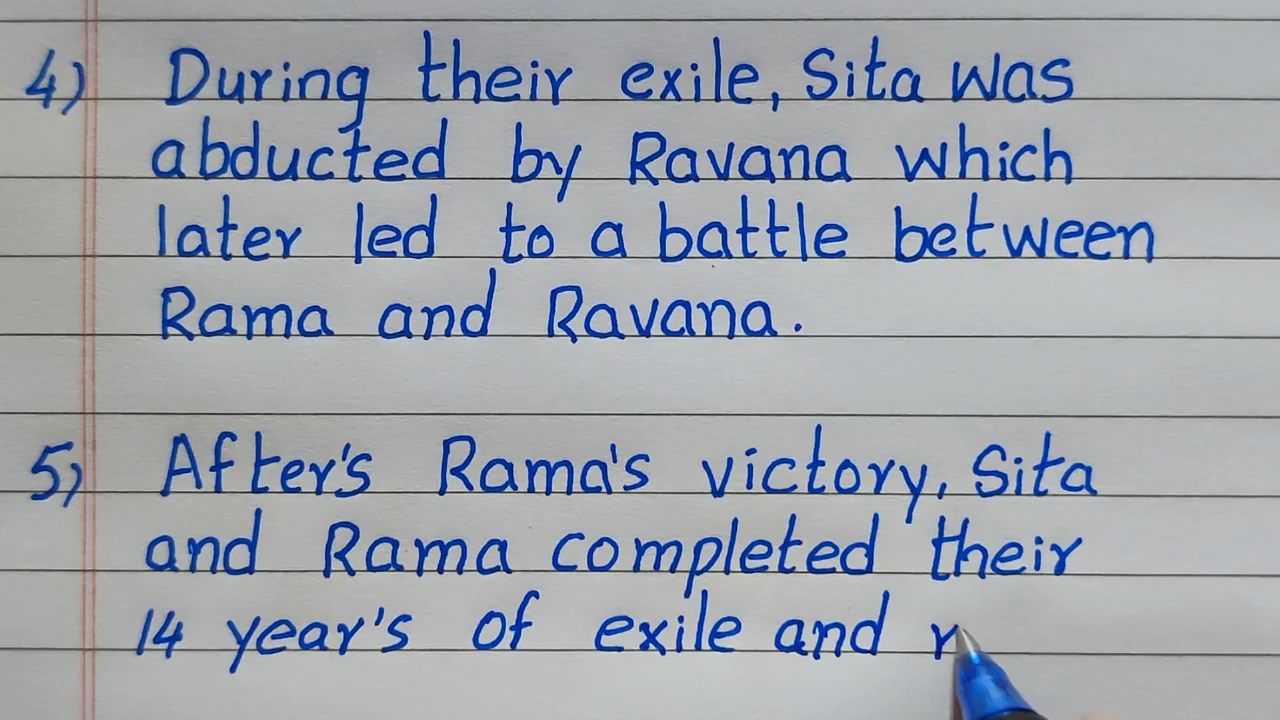 4) During their exile, Sita was
abducted by Ravana which
later led to a battle between
Rama and Ravana.
5) After's Rama's victory, Sita
and Rama completed their
14 year's of exile and r